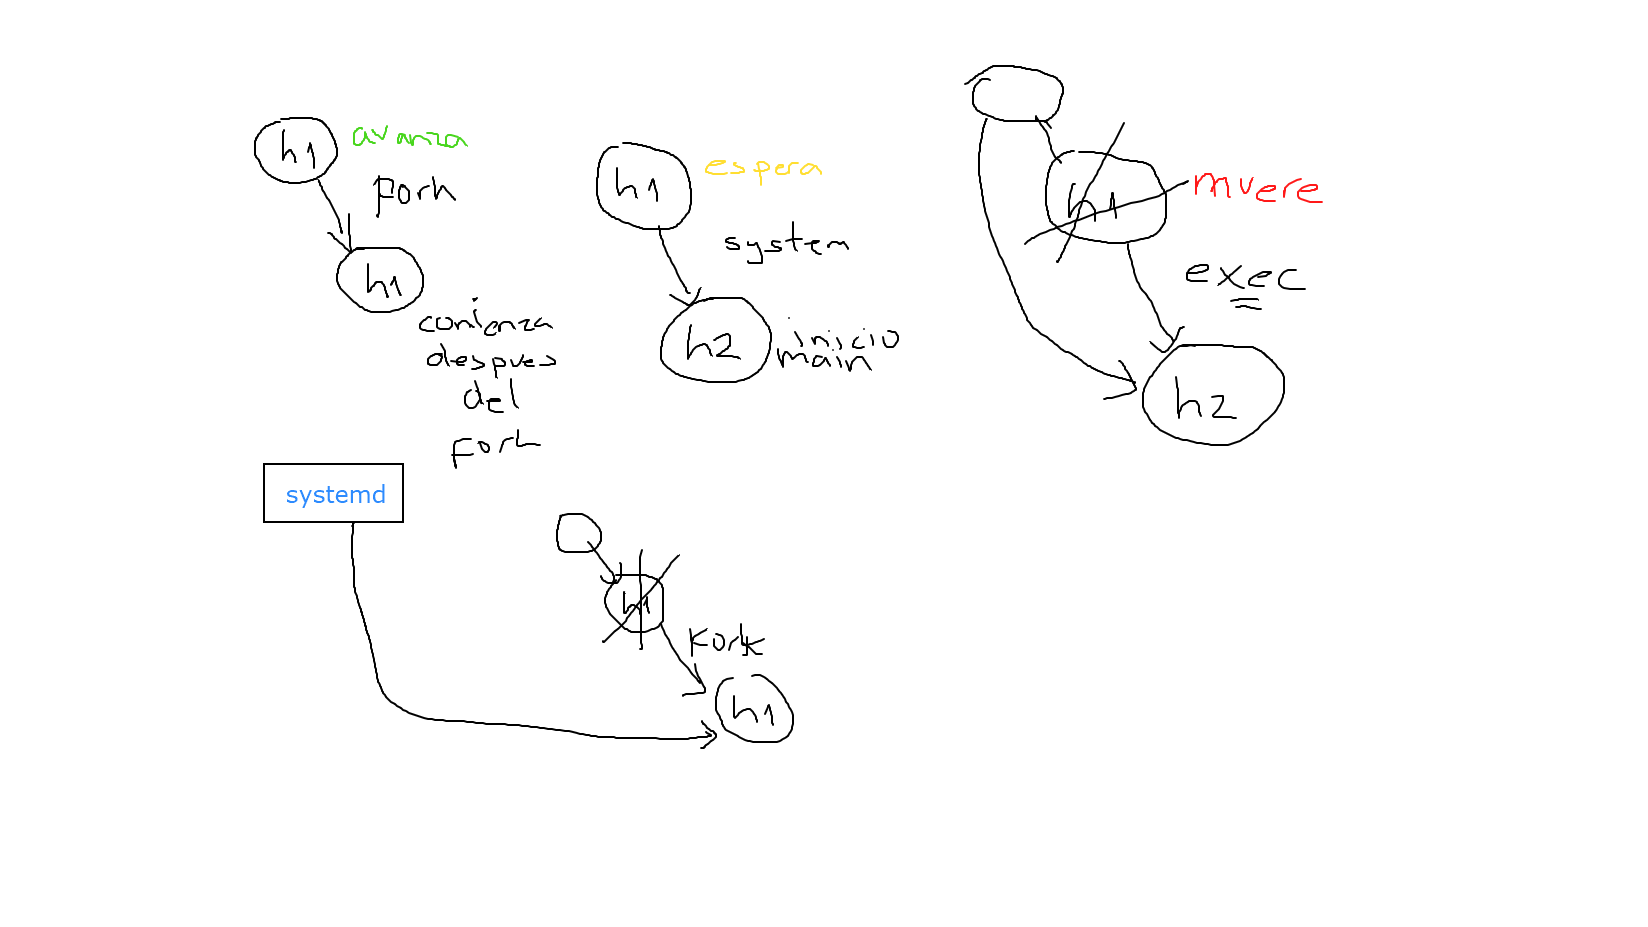 h1 avanza
fork
h1
comienza
despues
del
fork
h1 espera
system
h2 inicio
main
h1 muere
exec
h2
systemd
h1
Kork
h1